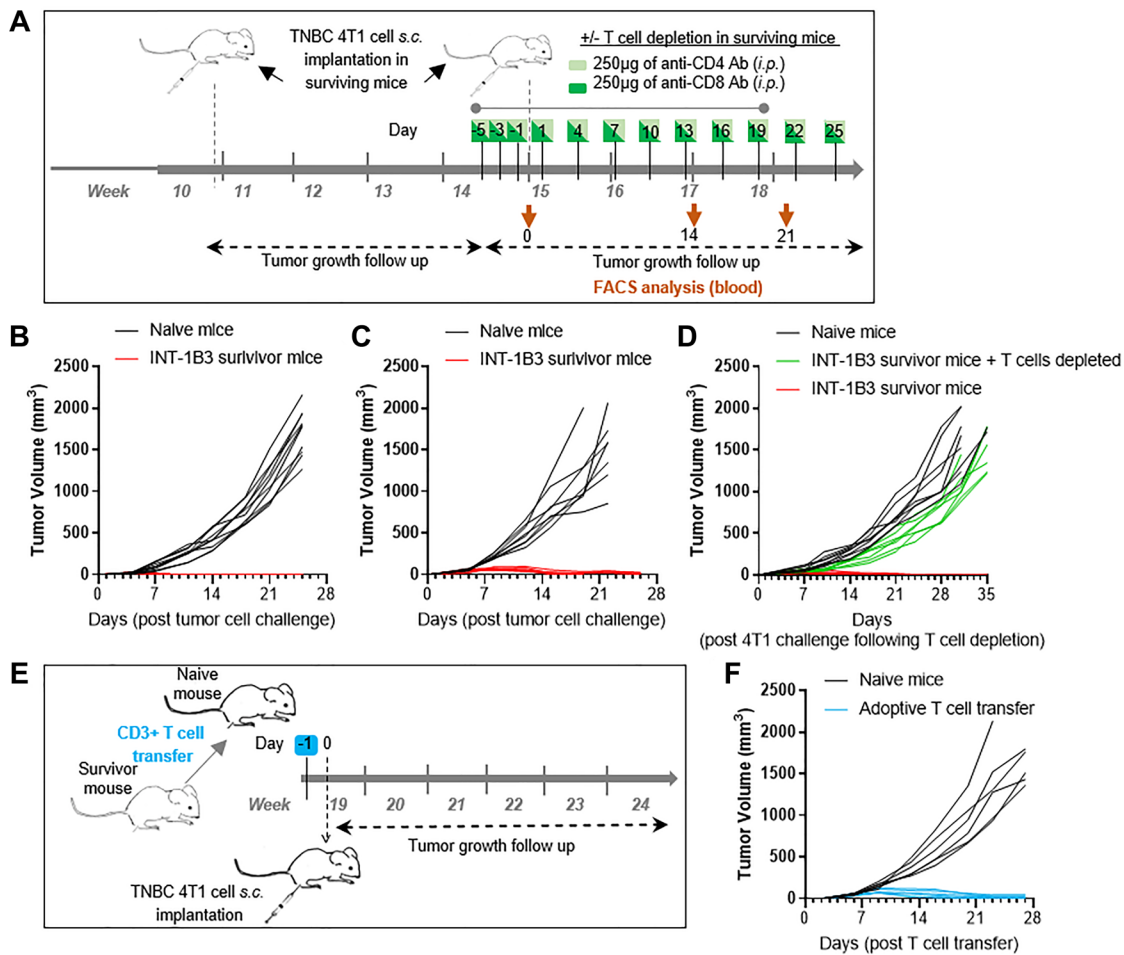 A
TNBC 4T1 cell s.c.
implantation in
surviving mice
+/- T cell depletion in surviving mice
250µg of anti-CD4 Ab (i.p.)
250µg of anti-CD8 Ab (i.p.)
Day
-5 -3 -1 1 4 7 10 13 16 19 22 25
Week 10 11 12 13 14 15 16 17 18
0 14 21
Tumor growth follow up
Tumor growth follow up
FACS analysis (blood)
B
Naive mice
INT-1B3 surivivor mice
Tumor Volume (mm3)
2500
2000
1500
1000
500
0
0 7 14 21 28
Days (post tumor cell challenge)
C
Naive mice
INT-1B3 survivor mice
Tumor Volume (mm3)
2500
2000
1500
1000
500
0
0 7 14 21 28
Days (post tumor cell challenge)
D
Naive mice
INT-1B3 survivor mice + T cells depleted
INT-1B3 survivor mice
Tumor Volume (mm3)
2500
2000
1500
1000
500
0
0 7 14 21 28 35
Days
(post 4T1 challenge following T cell depletion)
E
Naive
mouse
CD3+ T cell
transfer
Survivor
mouse
Day -1 0
Week 19 20 21 22 23 24
Tumor growth follow up
TNBC 4T1 cell s.c.
implantation
F
Naive mice
Adoptive T cell transfer
Tumor Volume (mm3)
2500
2000
1500
1000
500
0
0 7 14 21 28
Days (post T cell transfer)